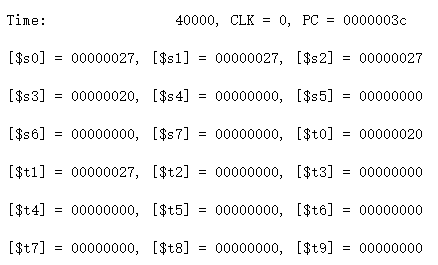 Time: 40000, CLK = 0, PC = 0000003c
[$s0] = 00000027, [$s1] = 00000027, [$s2] = 00000027
[$s3] = 00000020, [$s4] = 00000000, [$s5] = 00000000
[$s6] = 00000000, [$s7] = 00000000, [$t0] = 00000020
[$t1] = 00000027, [$t2] = 00000000, [$t3] = 00000000
[$t4] = 00000000, [$t5] = 00000000, [$t6] = 00000000
[$t7] = 00000000, [$t8] = 00000000, [$t9] = 00000000